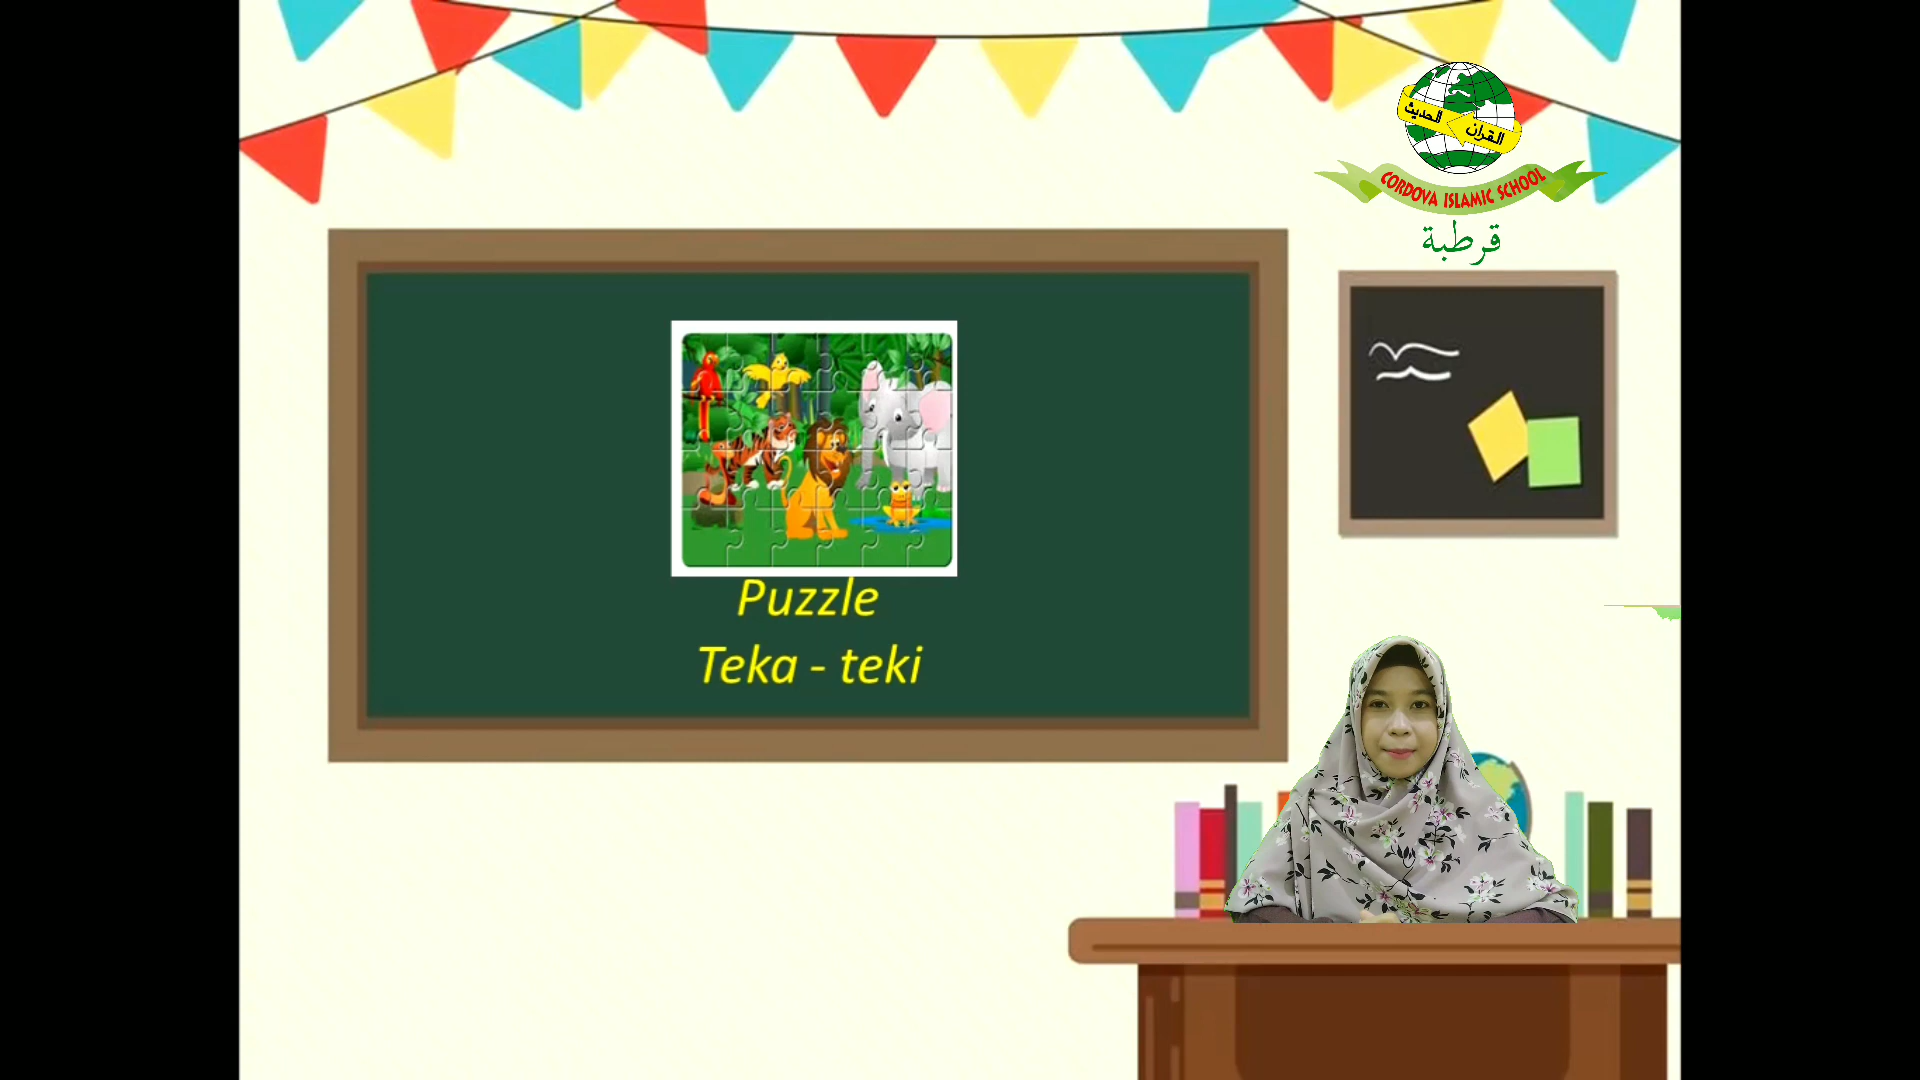 الحديث
القرآن
CORDOVA ISLAMIC SCHOOL
قرطبة
Puzzle
Teka - teki